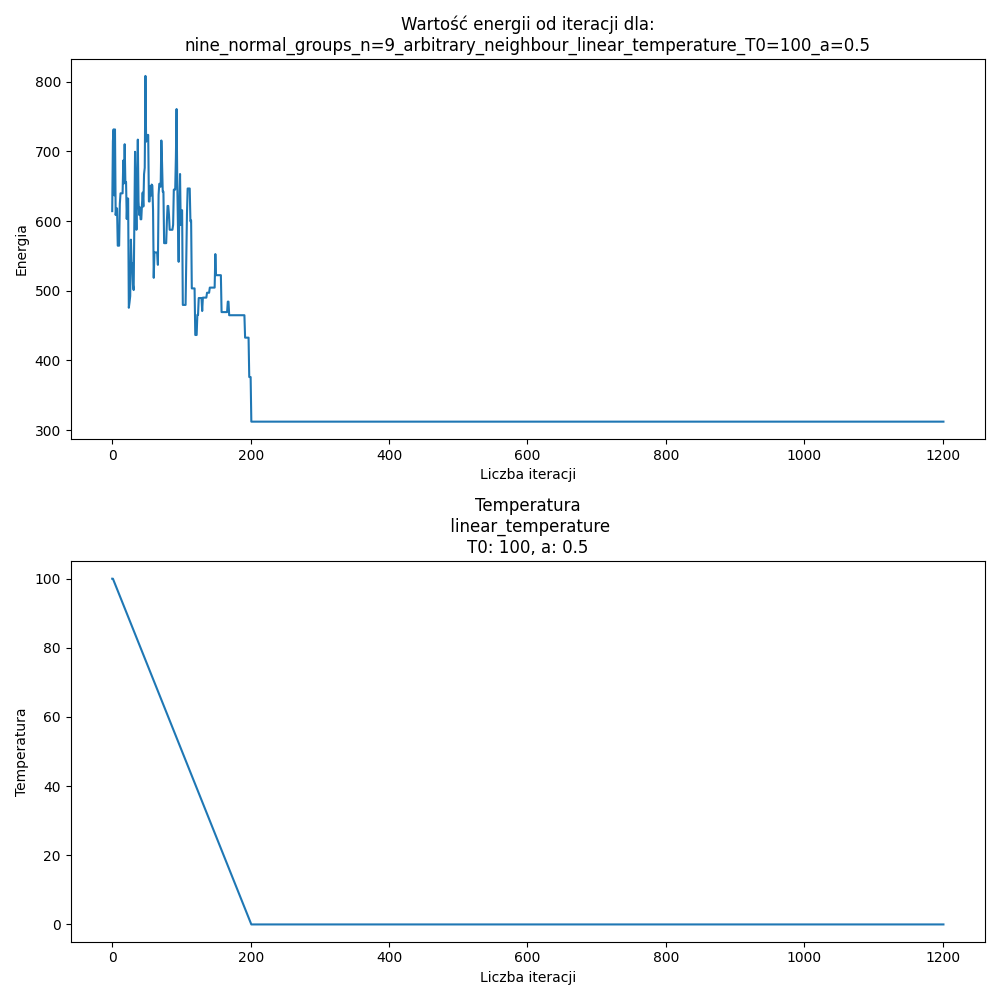 Wartość energii od iteracji dla:
nine_normal_groups_n=9_arbitrary_neighbour_linear_temperature_T0=100_a=0.5
800
700
600
500
400
300
Energia
0 200 400 600 800 1000 1200
Liczba iteracji
Temperatura
linear_temperature
T0: 100, a: 0.5
100
80
60
40
20
0
Temperatura
0 200 400 600 800 1000 1200
Liczba iteracji